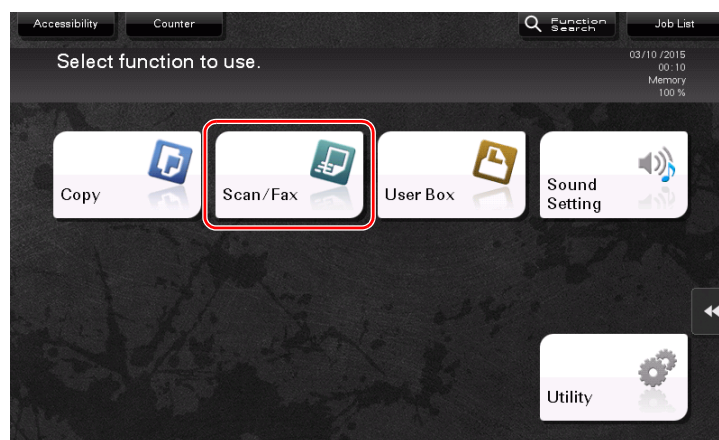 Accessibility
Counter
Function
Search
Job List
Select function to use.
03/10 /2015
00:10
Memory
100 %
Copy
Scan/Fax
User Box
Sound
Setting
Utility